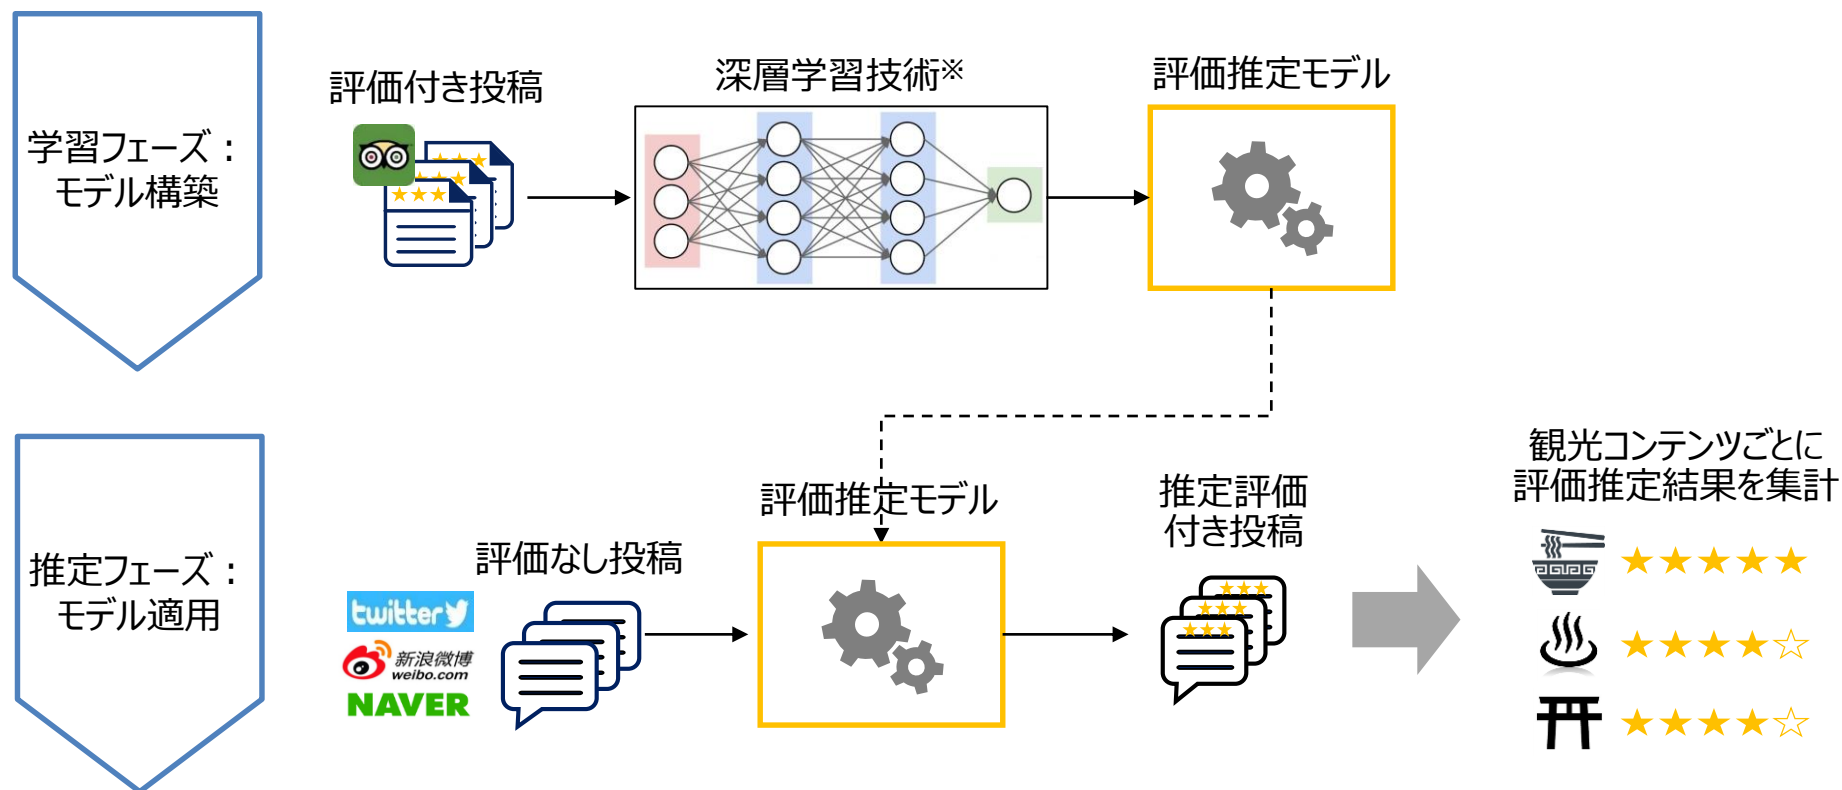 学習フェーズ：
モデル構築
評価付き投稿
深層学習技術※
評価推定モデル
推定フェーズ：
モデル適用
評価なし投稿
twitter
新浪微博
weibo.com
NAVER
評価推定モデル
推定評価
付き投稿
観光コンテンツごとに
評価推定結果を集計